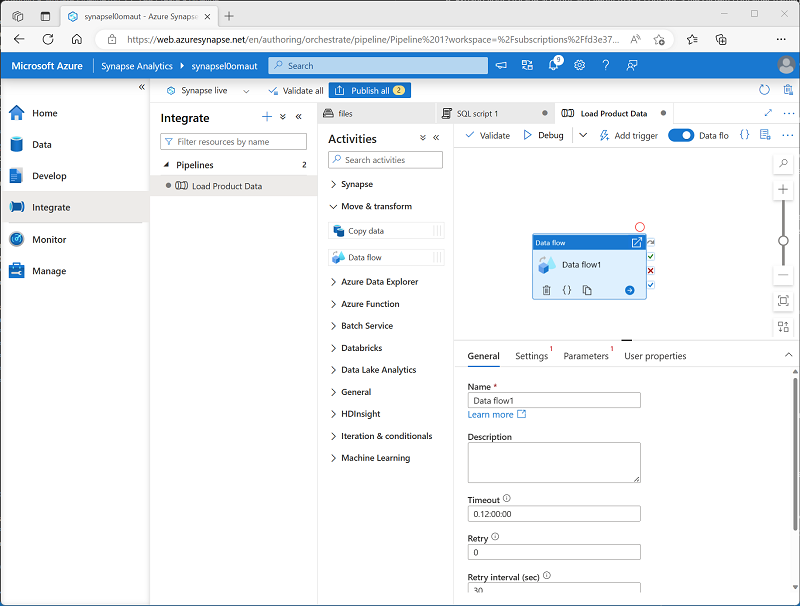 synapsel0omaut - Azure Synapse
https://web.azuresynapse.net/en/authoring/orchestrate/pipeline/Pipeline%201?workspace=%2Fsubscriptions%2Ffd3e37...
Microsoft Azure
Synapse Analytics
synapsel0omaut
Search
9
Synapse live
Validate all
Publish all
2
Home
Data
Develop
Integrate
Monitor
Manage
Integrate
Filter resources by name
Pipelines
2
Load Product Data
files
SQL script 1
Load Product Data
Activities
Search activities
Synapse
Move & transform
Copy data
Data flow
Azure Data Explorer
Azure Function
Batch Service
Databricks
Data Lake Analytics
General
HDInsight
Iteration & conditionals
Machine Learning
Validate
Debug
Add trigger
Data flo
Data flow
Data flow1
General
Settings
1
Parameters
1
User properties
Name *
Data flow1
Learn more
Description
Timeout
0.12:00:00
Retry
0
Retry interval (sec)
30